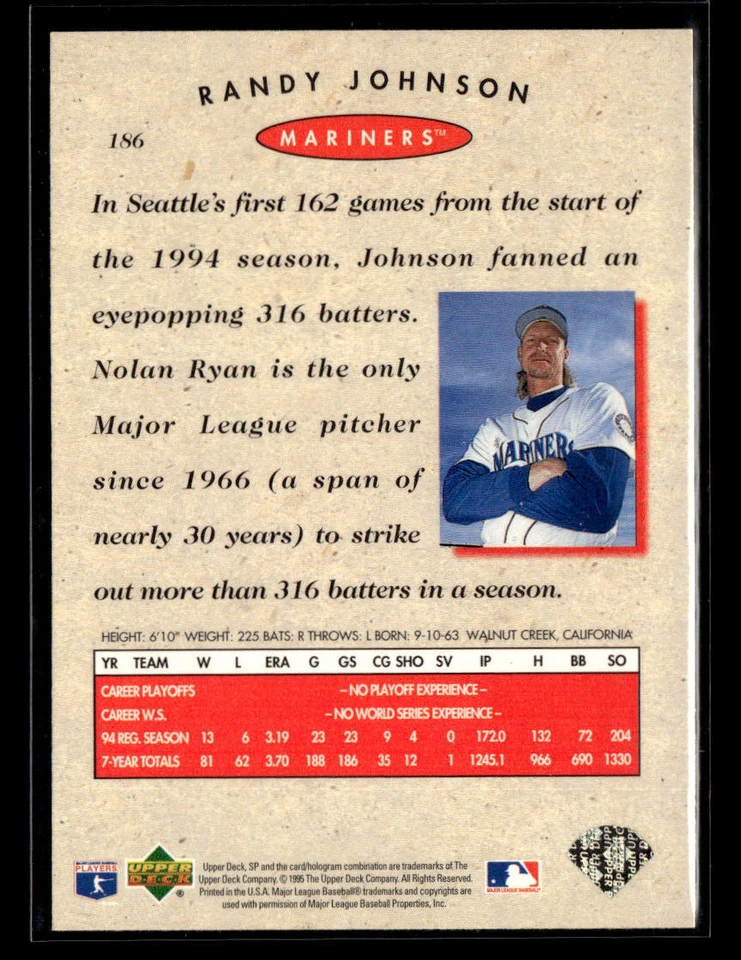 RANDY JOHNSON
186
MARINERS™
In Seattle's first 162 games from the start of
the 1994 season, Johnson fanned an
eyepopping 316 batters.
Nolan Ryan is the only
Major League pitcher
since 1966 (a span of
nearly 30 years) to strike
out more than 316 batters in a season.
MARINERS
HEIGHT: 6'10" WEIGHT: 225 BATS: R THROWS: L BORN: 9-10-63 WALNUT CREEK, CALIFORNIA
YR TEAM W L ERA G GS CG SHO SV IP H BB SO
CAREER PLAYOFFS – NO PLAYOFF EXPERIENCE –
CAREER W.S. – NO WORLD SERIES EXPERIENCE –
94 REG. SEASON 13 6 3.19 23 23 9 4 0 172.0 132 72 204
7-YEAR TOTALS 81 62 3.70 188 186 35 12 1 1245.1 966 690 1330
PLAYERS
UPPER DECK ®
Upper Deck, SP and the card/hologram combination are trademarks of The
Upper Deck Company. © 1995 The Upper Deck Company. All Rights Reserved.
Printed in the U.S.A. Major League Baseball® trademarks and copyrights are
used with permission of Major League Baseball Properties, Inc.
MAJOR LEAGUE BASEBALL®